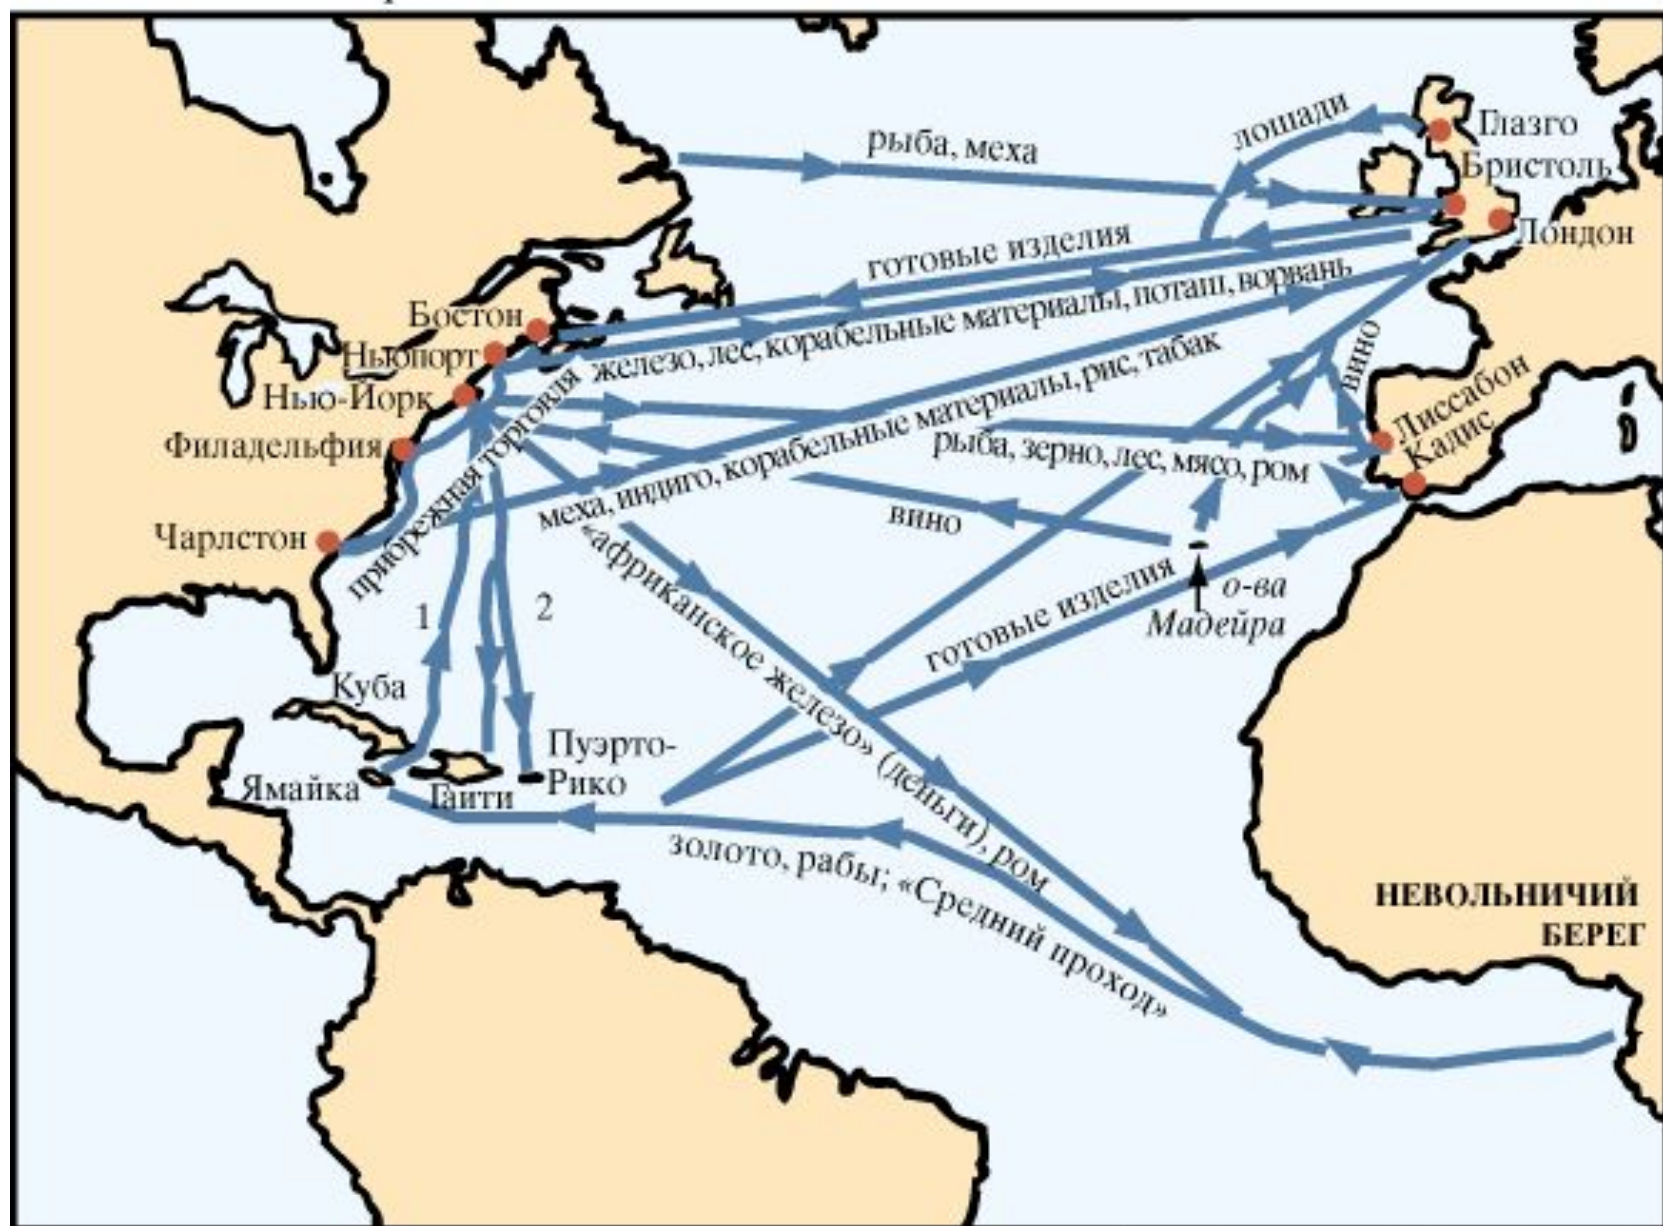 лошади
Глазго
рыба, меха
Бристоль
Лондон
готовые изделия
Бостон
железо, лес, корабельные материалы, поташ, ворвань
Ньюпорт
Нью-Йорк
вино
Лиссабон
Кадис
Филадельфия
прибрежная торговля
меха, индиго, корабельные материалы, рис, табак
рыба, зерно, лес, мясо, ром
Чарлстон
вино
«африканское железо» (деньги), ром
о-ва
Мадейра
готовые изделия
1
2
Куба
Пуэрто-
Рико
Ямайка
Гаити
золото, рабы; «Средний проход»
НЕВОЛЬНИЧИЙ
БЕРЕГ